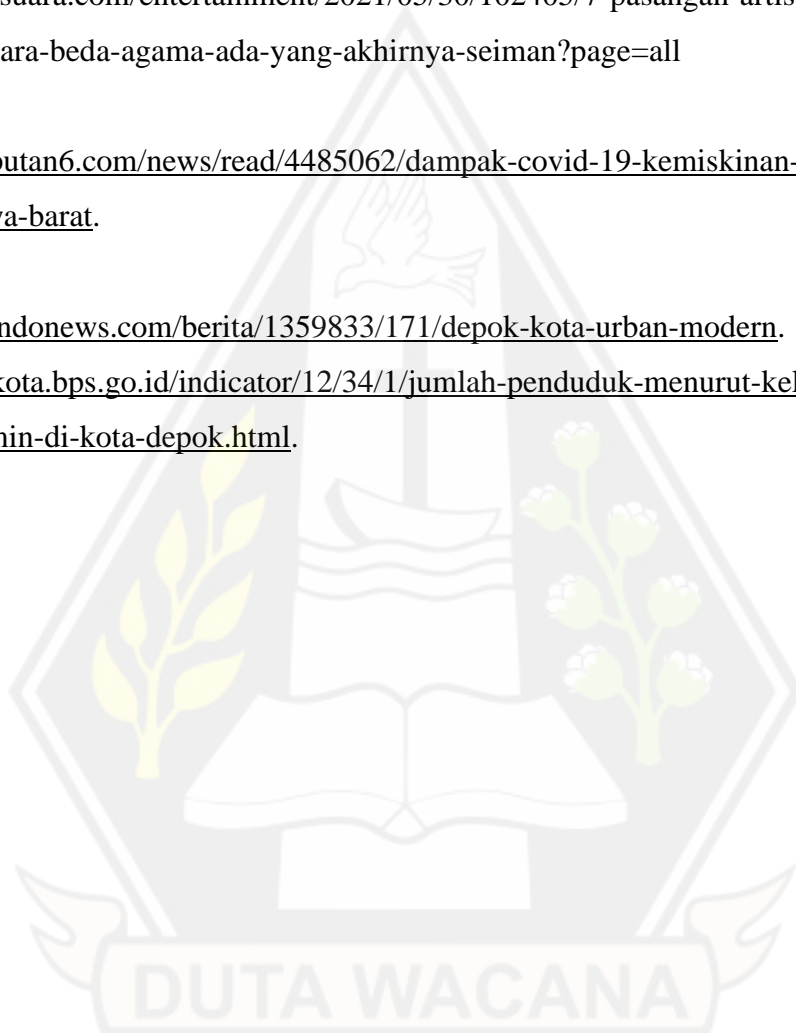 suara.com/entertainment/2021/03/30/102405/7-pasangan-artis
ara-beda-agama-ada-yang-akhirnya-seiman?page=all
putan6.com/news/read/4485062/dampak-covid-19-kemiskinan-
va-barat.
ndonews.com/berita/1359833/171/depok-kota-urban-modern.
kota.bps.go.id/indicator/12/34/1/jumlah-penduduk-menurut-kel
nin-di-kota-depok.html.
DUTA WACANA